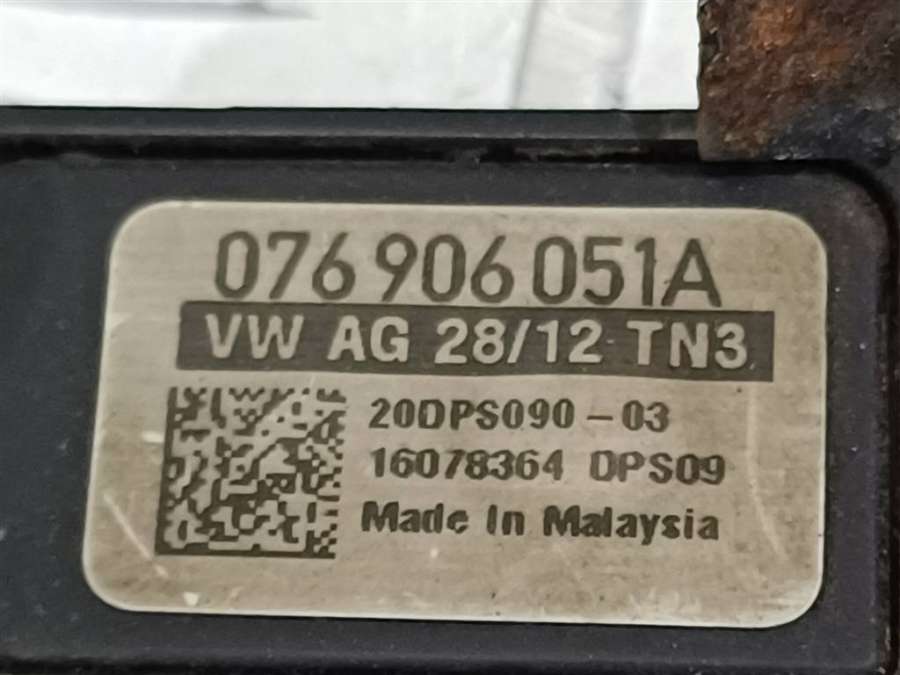 076 906 051A
VW AG 28/12 TN3
20DPS090-03
16078364 DPS09
Made In Malaysia